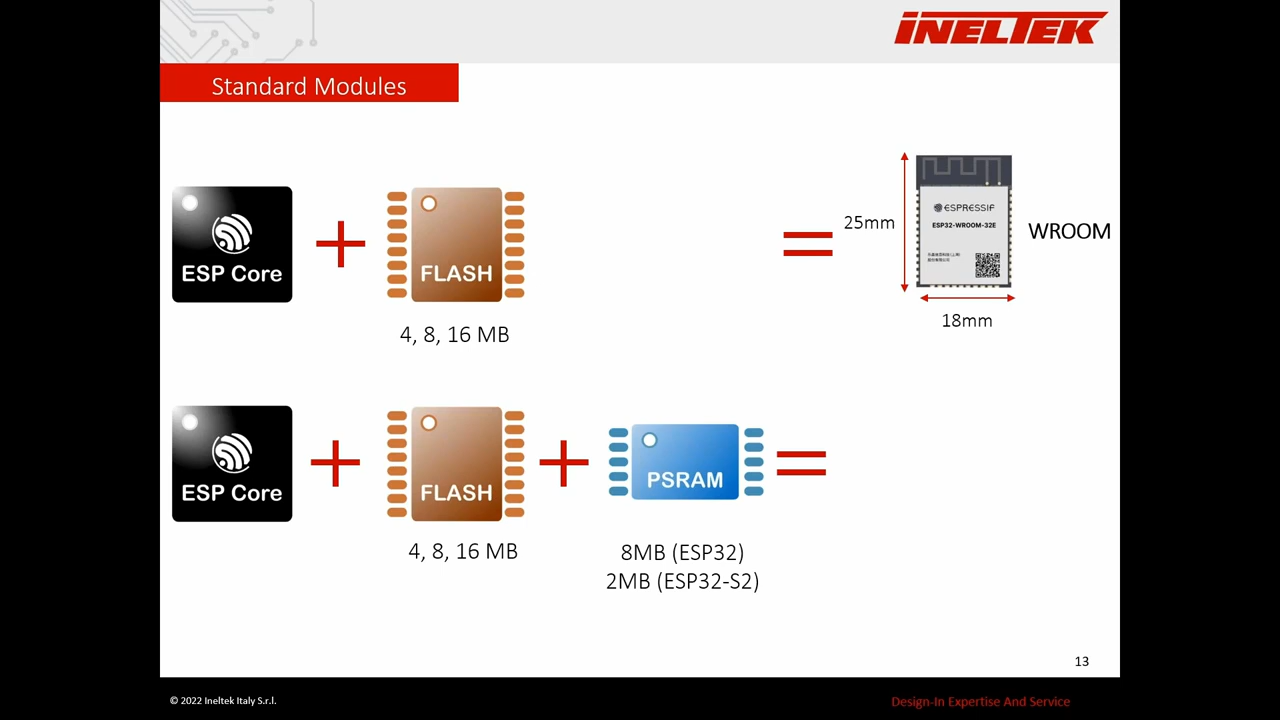 INELTEK
Standard Modules
ESP Core
FLASH
4, 8, 16 MB
25mm
ESPRESSIF
ESP32-WROOM-32E
18mm
WROOM
ESP Core
FLASH
4, 8, 16 MB
PSRAM
8MB (ESP32)
2MB (ESP32-S2)
13
© 2022 Ineltek Italy S.r.l.
Design-In Expertise And Service